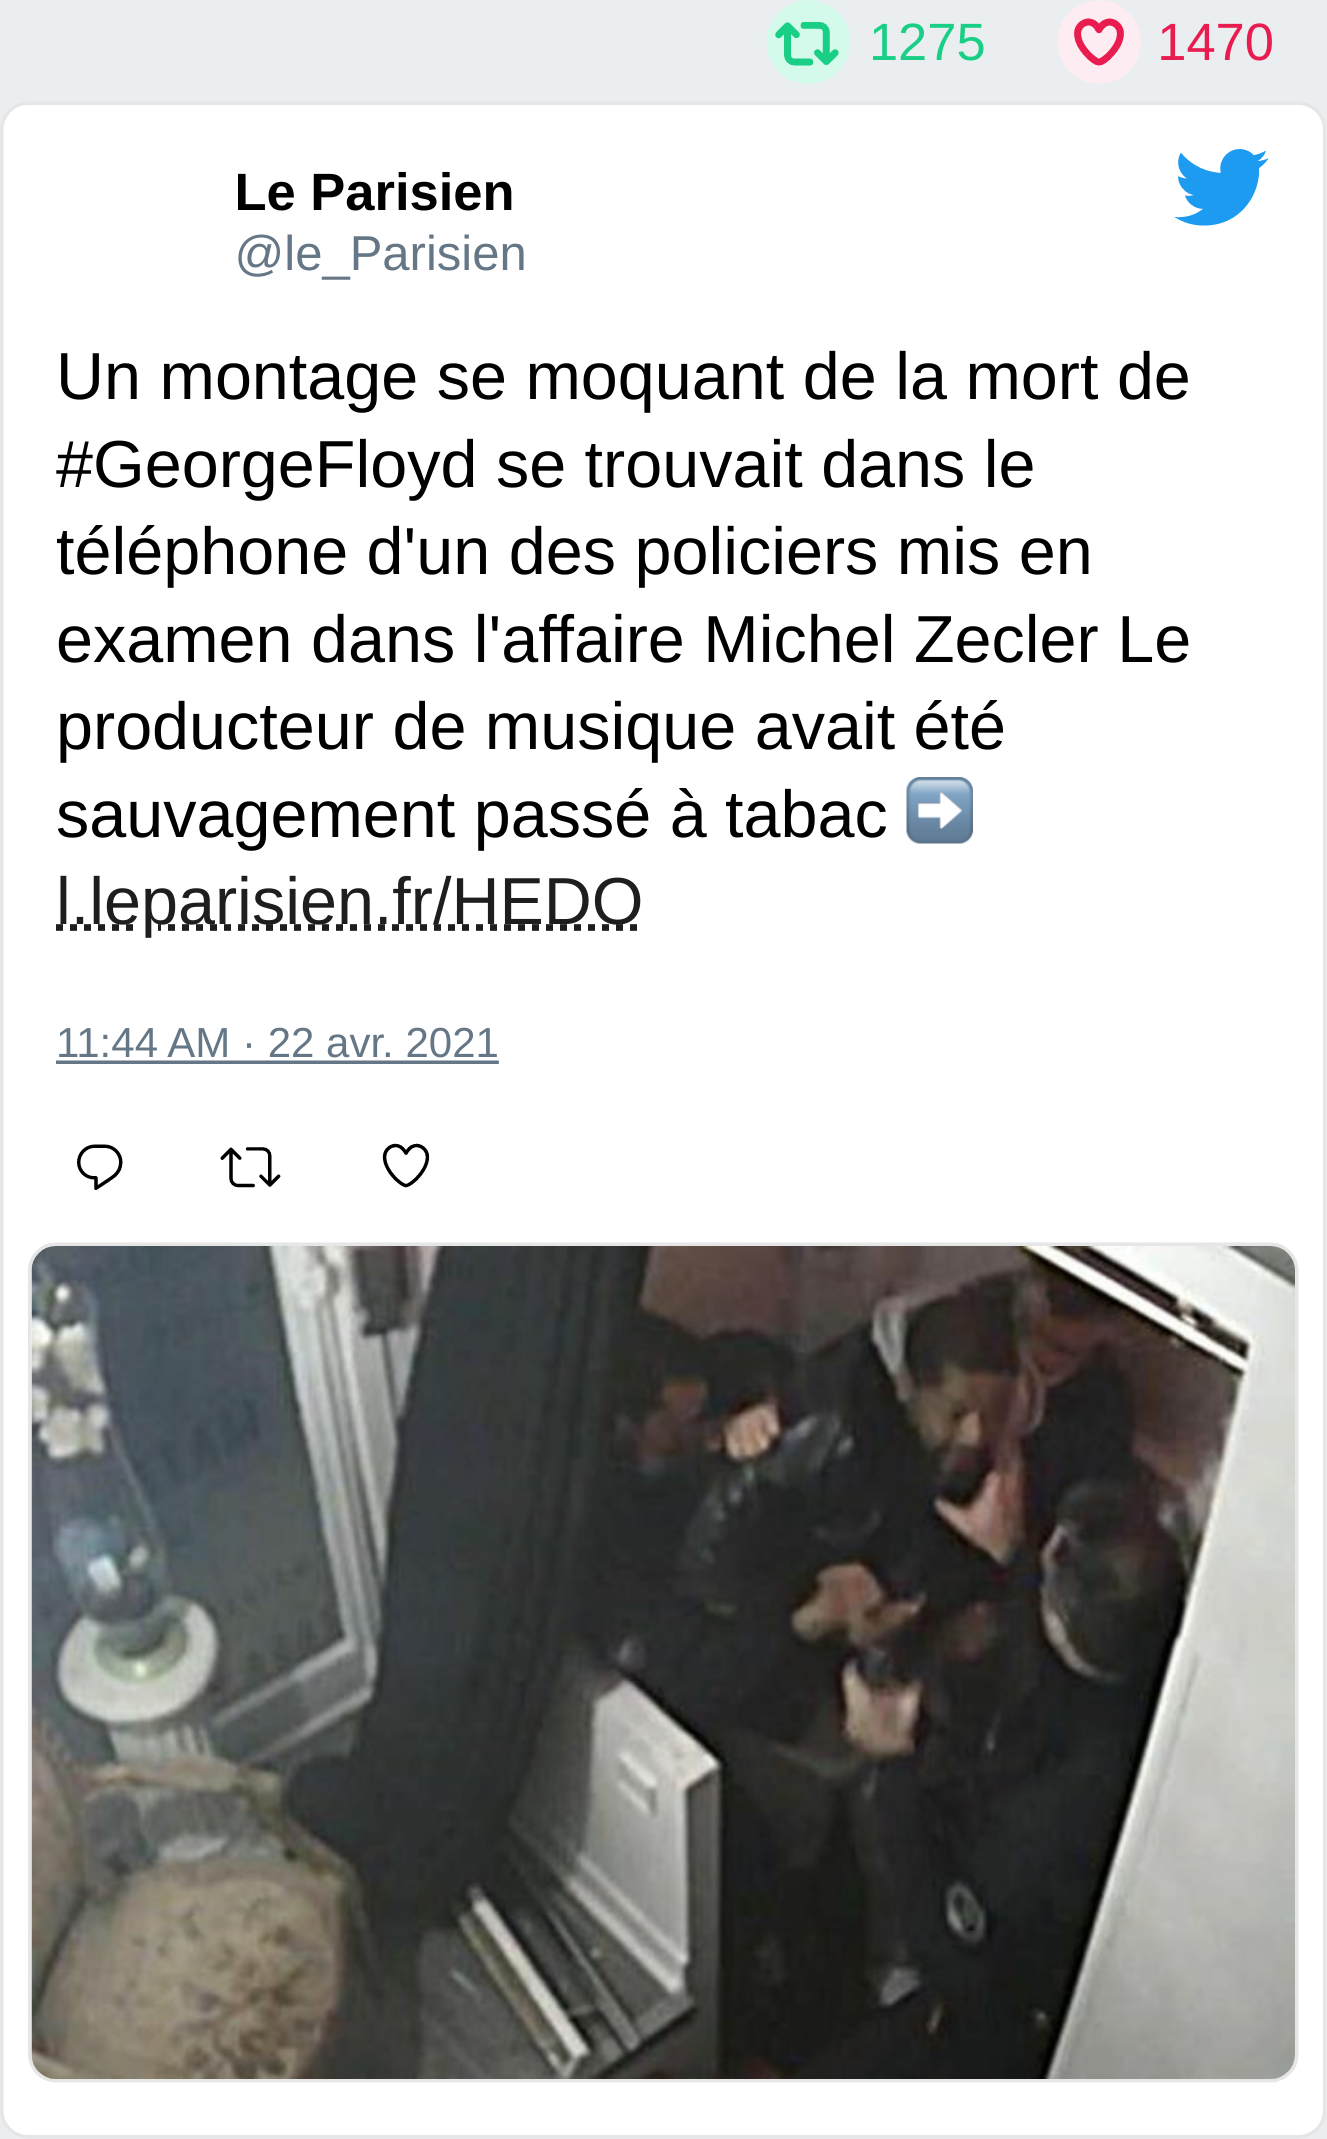 1275 1470
Le Parisien
@le_Parisien
Un montage se moquant de la mort de
#GeorgeFloyd se trouvait dans le
téléphone d'un des policiers mis en
examen dans l'affaire Michel Zecler Le
producteur de musique avait été
sauvagement passé à tabac ➡️
l.leparisien.fr/HEDO
11:44 AM · 22 avr. 2021